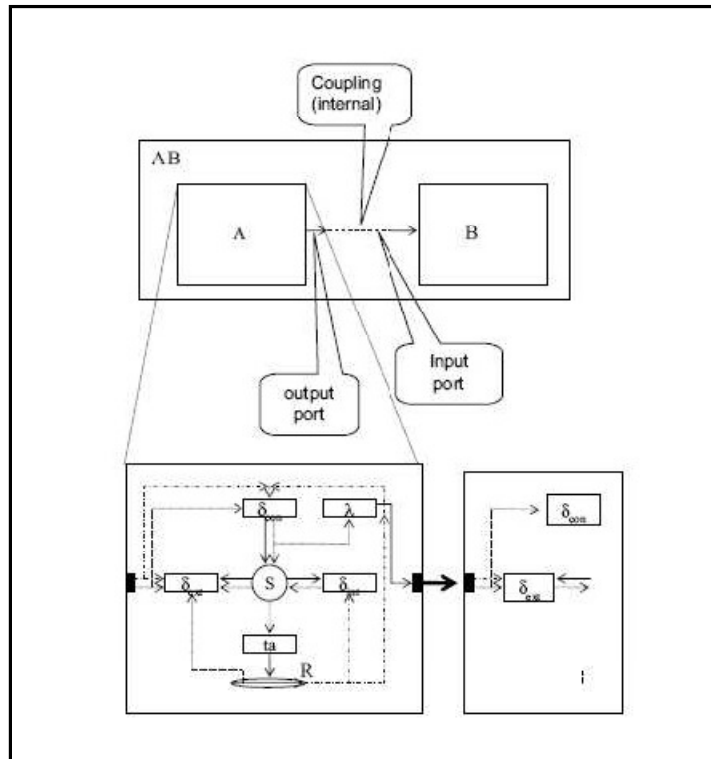 Coupling
(internal)
AB
A
B
Input
port
output
port
δcon
λ
δcon
δext
S
δint
δext
ta
R